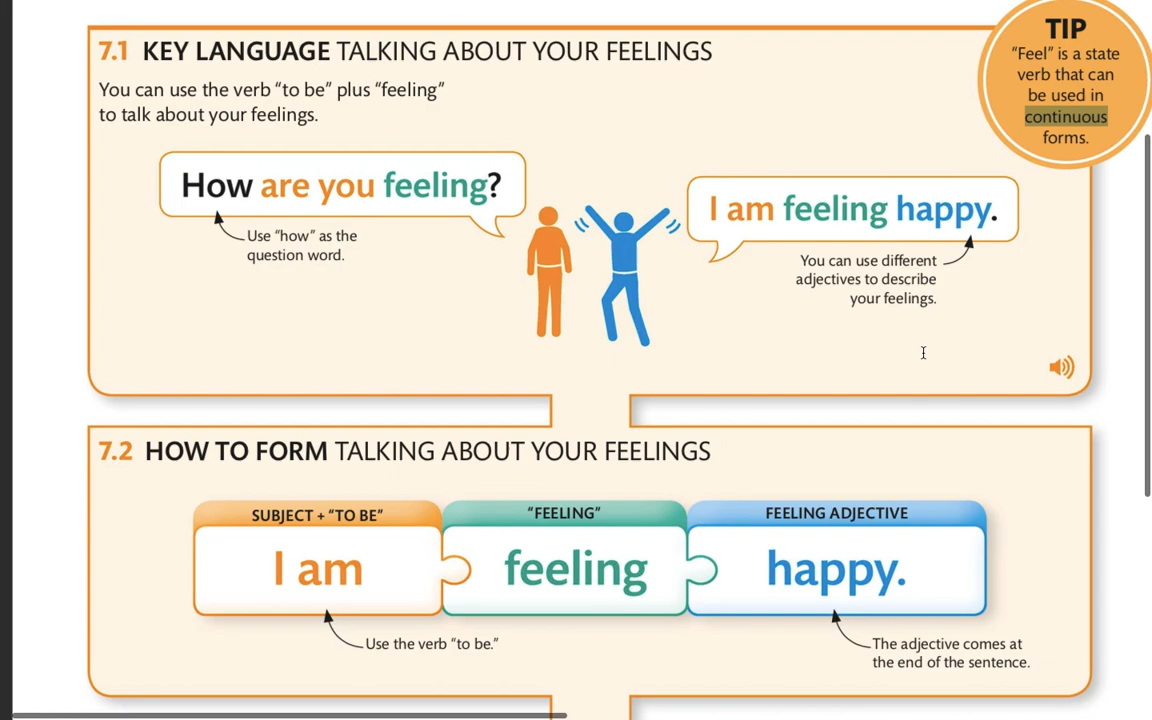 TIP
“Feel” is a state
verb that can
be used in
continuous
forms.
7.1 KEY LANGUAGE TALKING ABOUT YOUR FEELINGS
You can use the verb “to be” plus “feeling”
to talk about your feelings.
How are you feeling?
Use “how” as the
question word.
I am feeling happy.
You can use different
adjectives to describe
your feelings.
7.2 HOW TO FORM TALKING ABOUT YOUR FEELINGS
SUBJECT + “TO BE”
“FEELING”
FEELING ADJECTIVE
I am
feeling
happy.
Use the verb “to be.”
The adjective comes at
the end of the sentence.